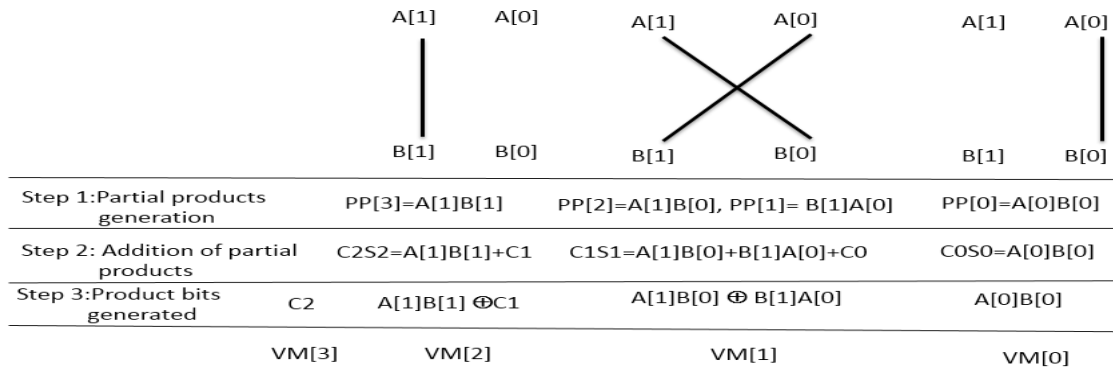 A[1] A[0] A[1] A[0] A[1] A[0]
B[1] B[0] B[1] B[0] B[1] B[0]
Step 1:Partial products
generation
PP[3]=A[1]B[1] PP[2]=A[1]B[0], PP[1]= B[1]A[0] PP[0]=A[0]B[0]
Step 2: Addition of partial
products
C2S2=A[1]B[1]+C1 C1S1=A[1]B[0]+B[1]A[0]+C0 C0S0=A[0]B[0]
Step 3:Product bits
generated
C2 A[1]B[1] ⊕C1 A[1]B[0] ⊕ B[1]A[0] A[0]B[0]
VM[3] VM[2] VM[1] VM[0]